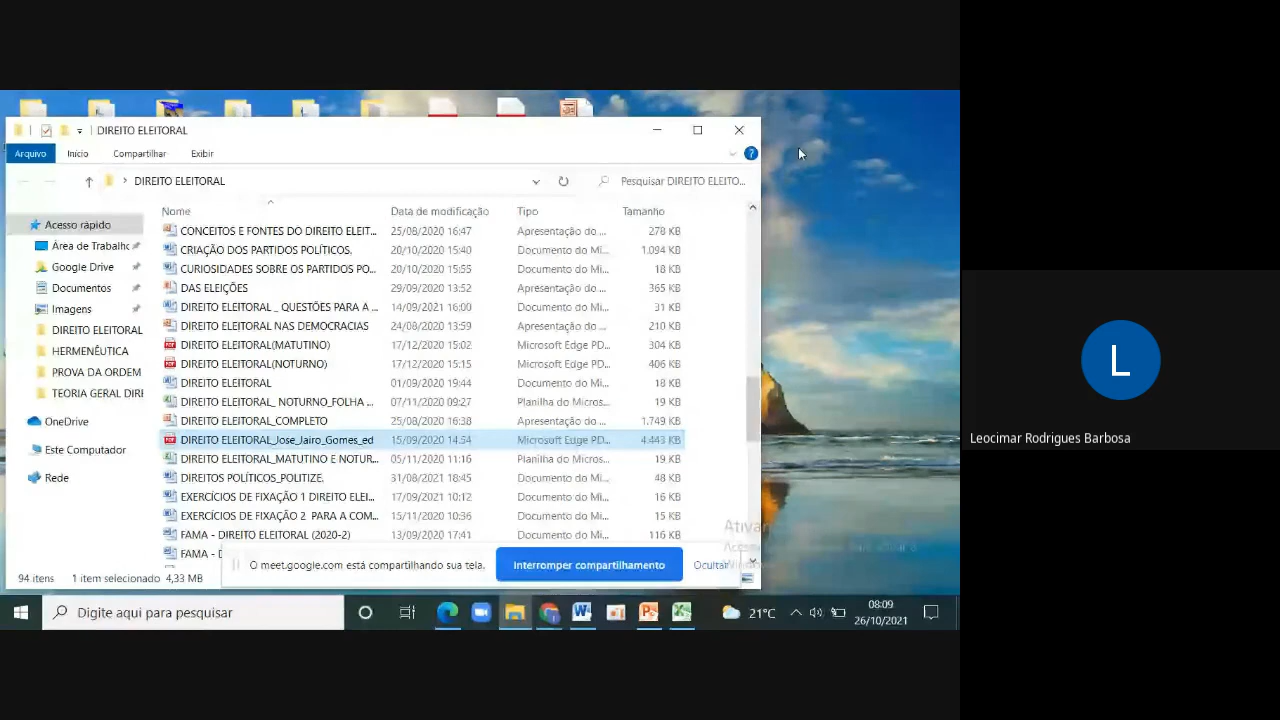 DIREITO ELEITORAL
Arquivo Início Compartilhar Exibir
DIREITO ELEITORAL Pesquisar DIREITO ELEITO...
Nome Data de modificação Tipo Tamanho
Acesso rápido
Área de Trabalho
Google Drive
Documentos
Imagens
DIREITO ELEITORAL
HERMENÊUTICA
PROVA DA ORDEM
TEORIA GERAL DIRE
OneDrive
Este Computador
Rede
CONCEITOS E FONTES DO DIREITO ELEIT... 25/08/2020 16:47 Apresentação do ... 278 KB
CRIAÇÃO DOS PARTIDOS POLÍTICOS. 20/10/2020 15:40 Documento do Mi... 1.094 KB
CURIOSIDADES SOBRE OS PARTIDOS PO... 20/10/2020 15:55 Documento do Mi... 18 KB
DAS ELEIÇÕES 29/09/2020 13:52 Apresentação do ... 365 KB
DIREITO ELEITORAL _ QUESTÕES PARA A ... 14/09/2021 16:00 Documento do Mi... 31 KB
DIREITO ELEITORAL NAS DEMOCRACIAS 24/08/2020 13:59 Apresentação do ... 210 KB
DIREITO ELEITORAL(MATUTINO) 17/12/2020 15:02 Microsoft Edge PD... 304 KB
DIREITO ELEITORAL(NOTURNO) 17/12/2020 15:15 Microsoft Edge PD... 406 KB
DIREITO ELEITORAL 01/09/2020 19:44 Documento do Mi... 18 KB
DIREITO ELEITORAL_ NOTURNO_FOLHA ... 07/11/2020 09:27 Planilha do Micros... 19 KB
DIREITO ELEITORAL_COMPLETO 25/08/2020 16:38 Apresentação do ... 1.749 KB
DIREITO ELEITORAL_Jose_Jairo_Gomes_ed 15/09/2020 14:54 Microsoft Edge PD... 4.443 KB
DIREITO ELEITORAL_MATUTINO E NOTUR... 05/11/2020 11:16 Planilha do Micros... 19 KB
DIREITOS POLÍTICOS_POLITIZE. 31/08/2021 18:45 Documento do Mi... 48 KB
EXERCÍCIOS DE FIXAÇÃO 1 DIREITO ELEI... 17/09/2021 10:12 Documento do Mi... 16 KB
EXERCÍCIOS DE FIXAÇÃO 2 PARA A COM... 15/11/2020 10:36 Documento do Mi... 15 KB
FAMA - DIREITO ELEITORAL (2020-2) 13/09/2020 17:41 Documento do Mi... 116 KB
FAMA - D
O meet.google.com está compartilhando sua tela. Interromper compartilhamento Ocultar
94 itens 1 item selecionado 4,33 MB
Ativar
Digite aqui para pesquisar
21°C
08:09
26/10/2021
L
Leocimar Rodrigues Barbosa